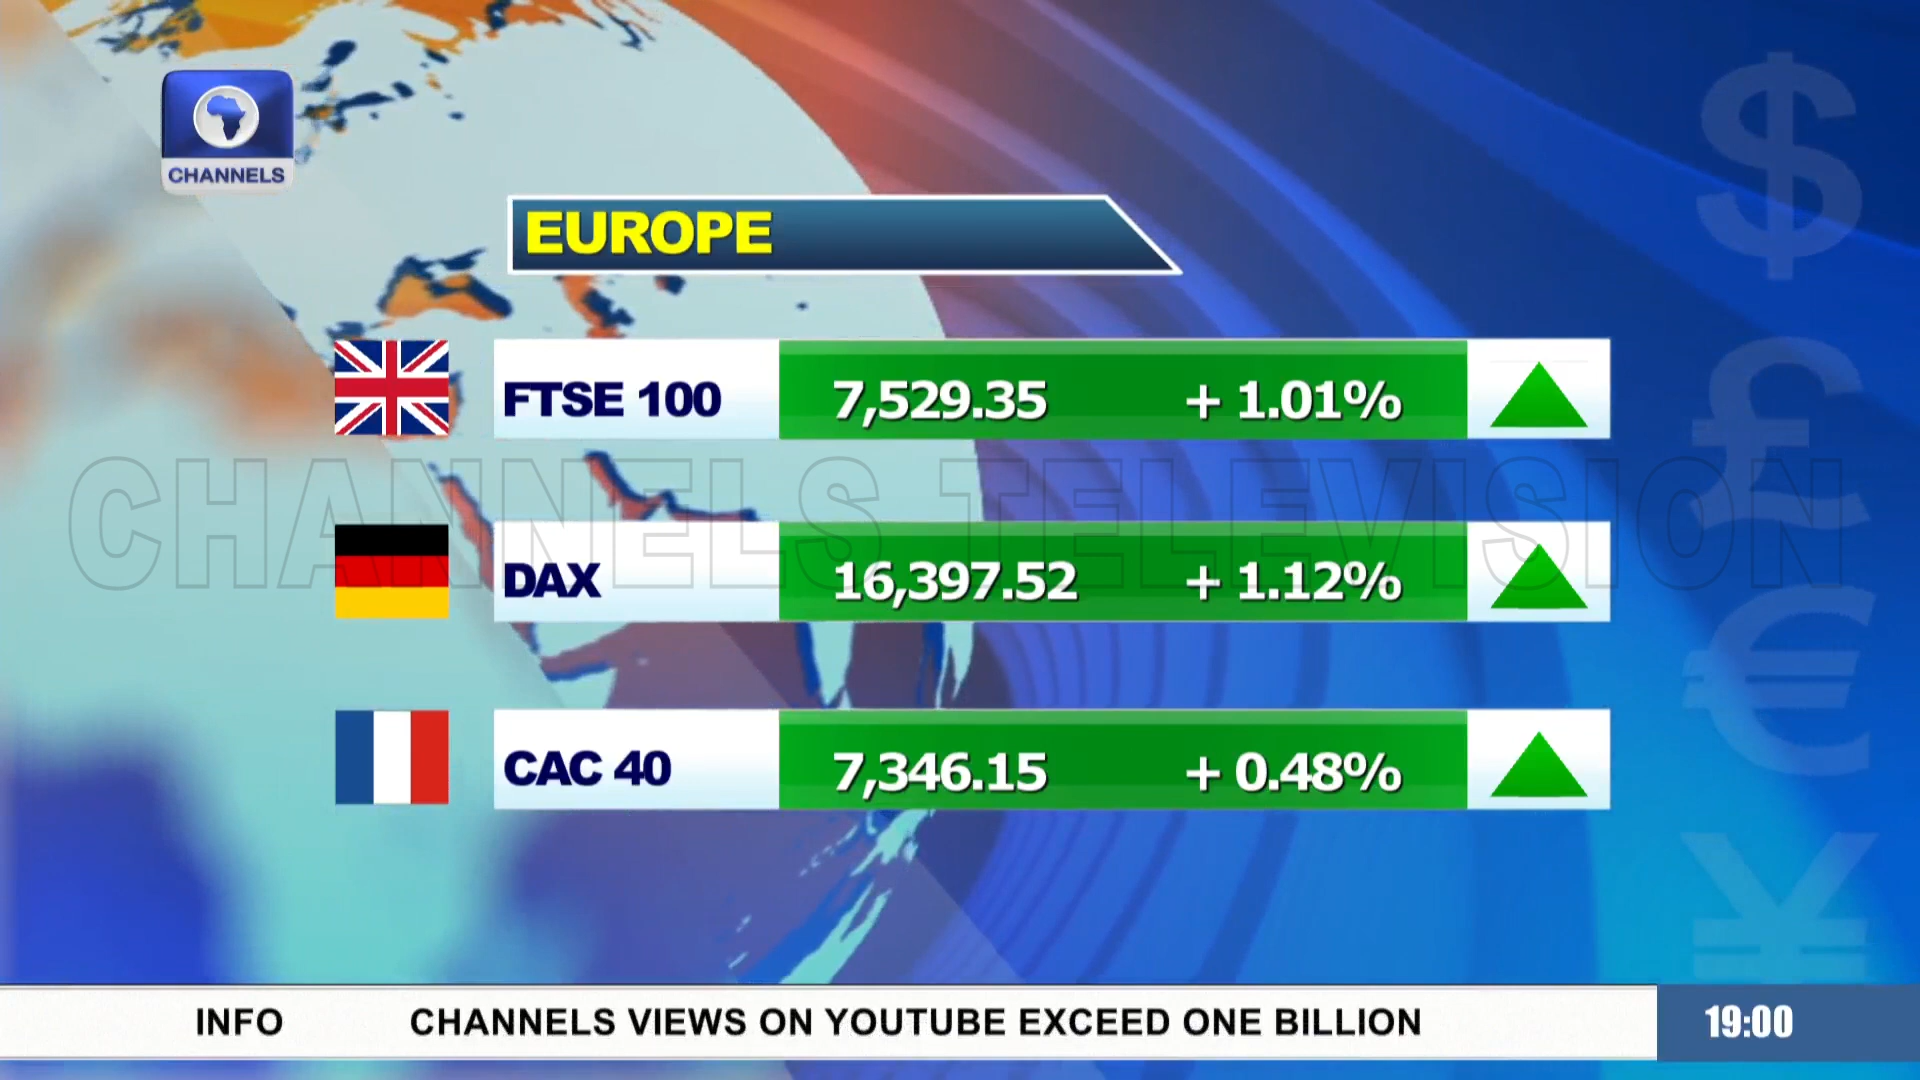 CHANNELS
EUROPE
FTSE 100 7,529.35 + 1.01%
CHANNELS TELEVISION
DAX 16,397.52 + 1.12%
CAC 40 7,346.15 + 0.48%
$
£
€
¥
INFO CHANNELS VIEWS ON YOUTUBE EXCEED ONE BILLION 19:00